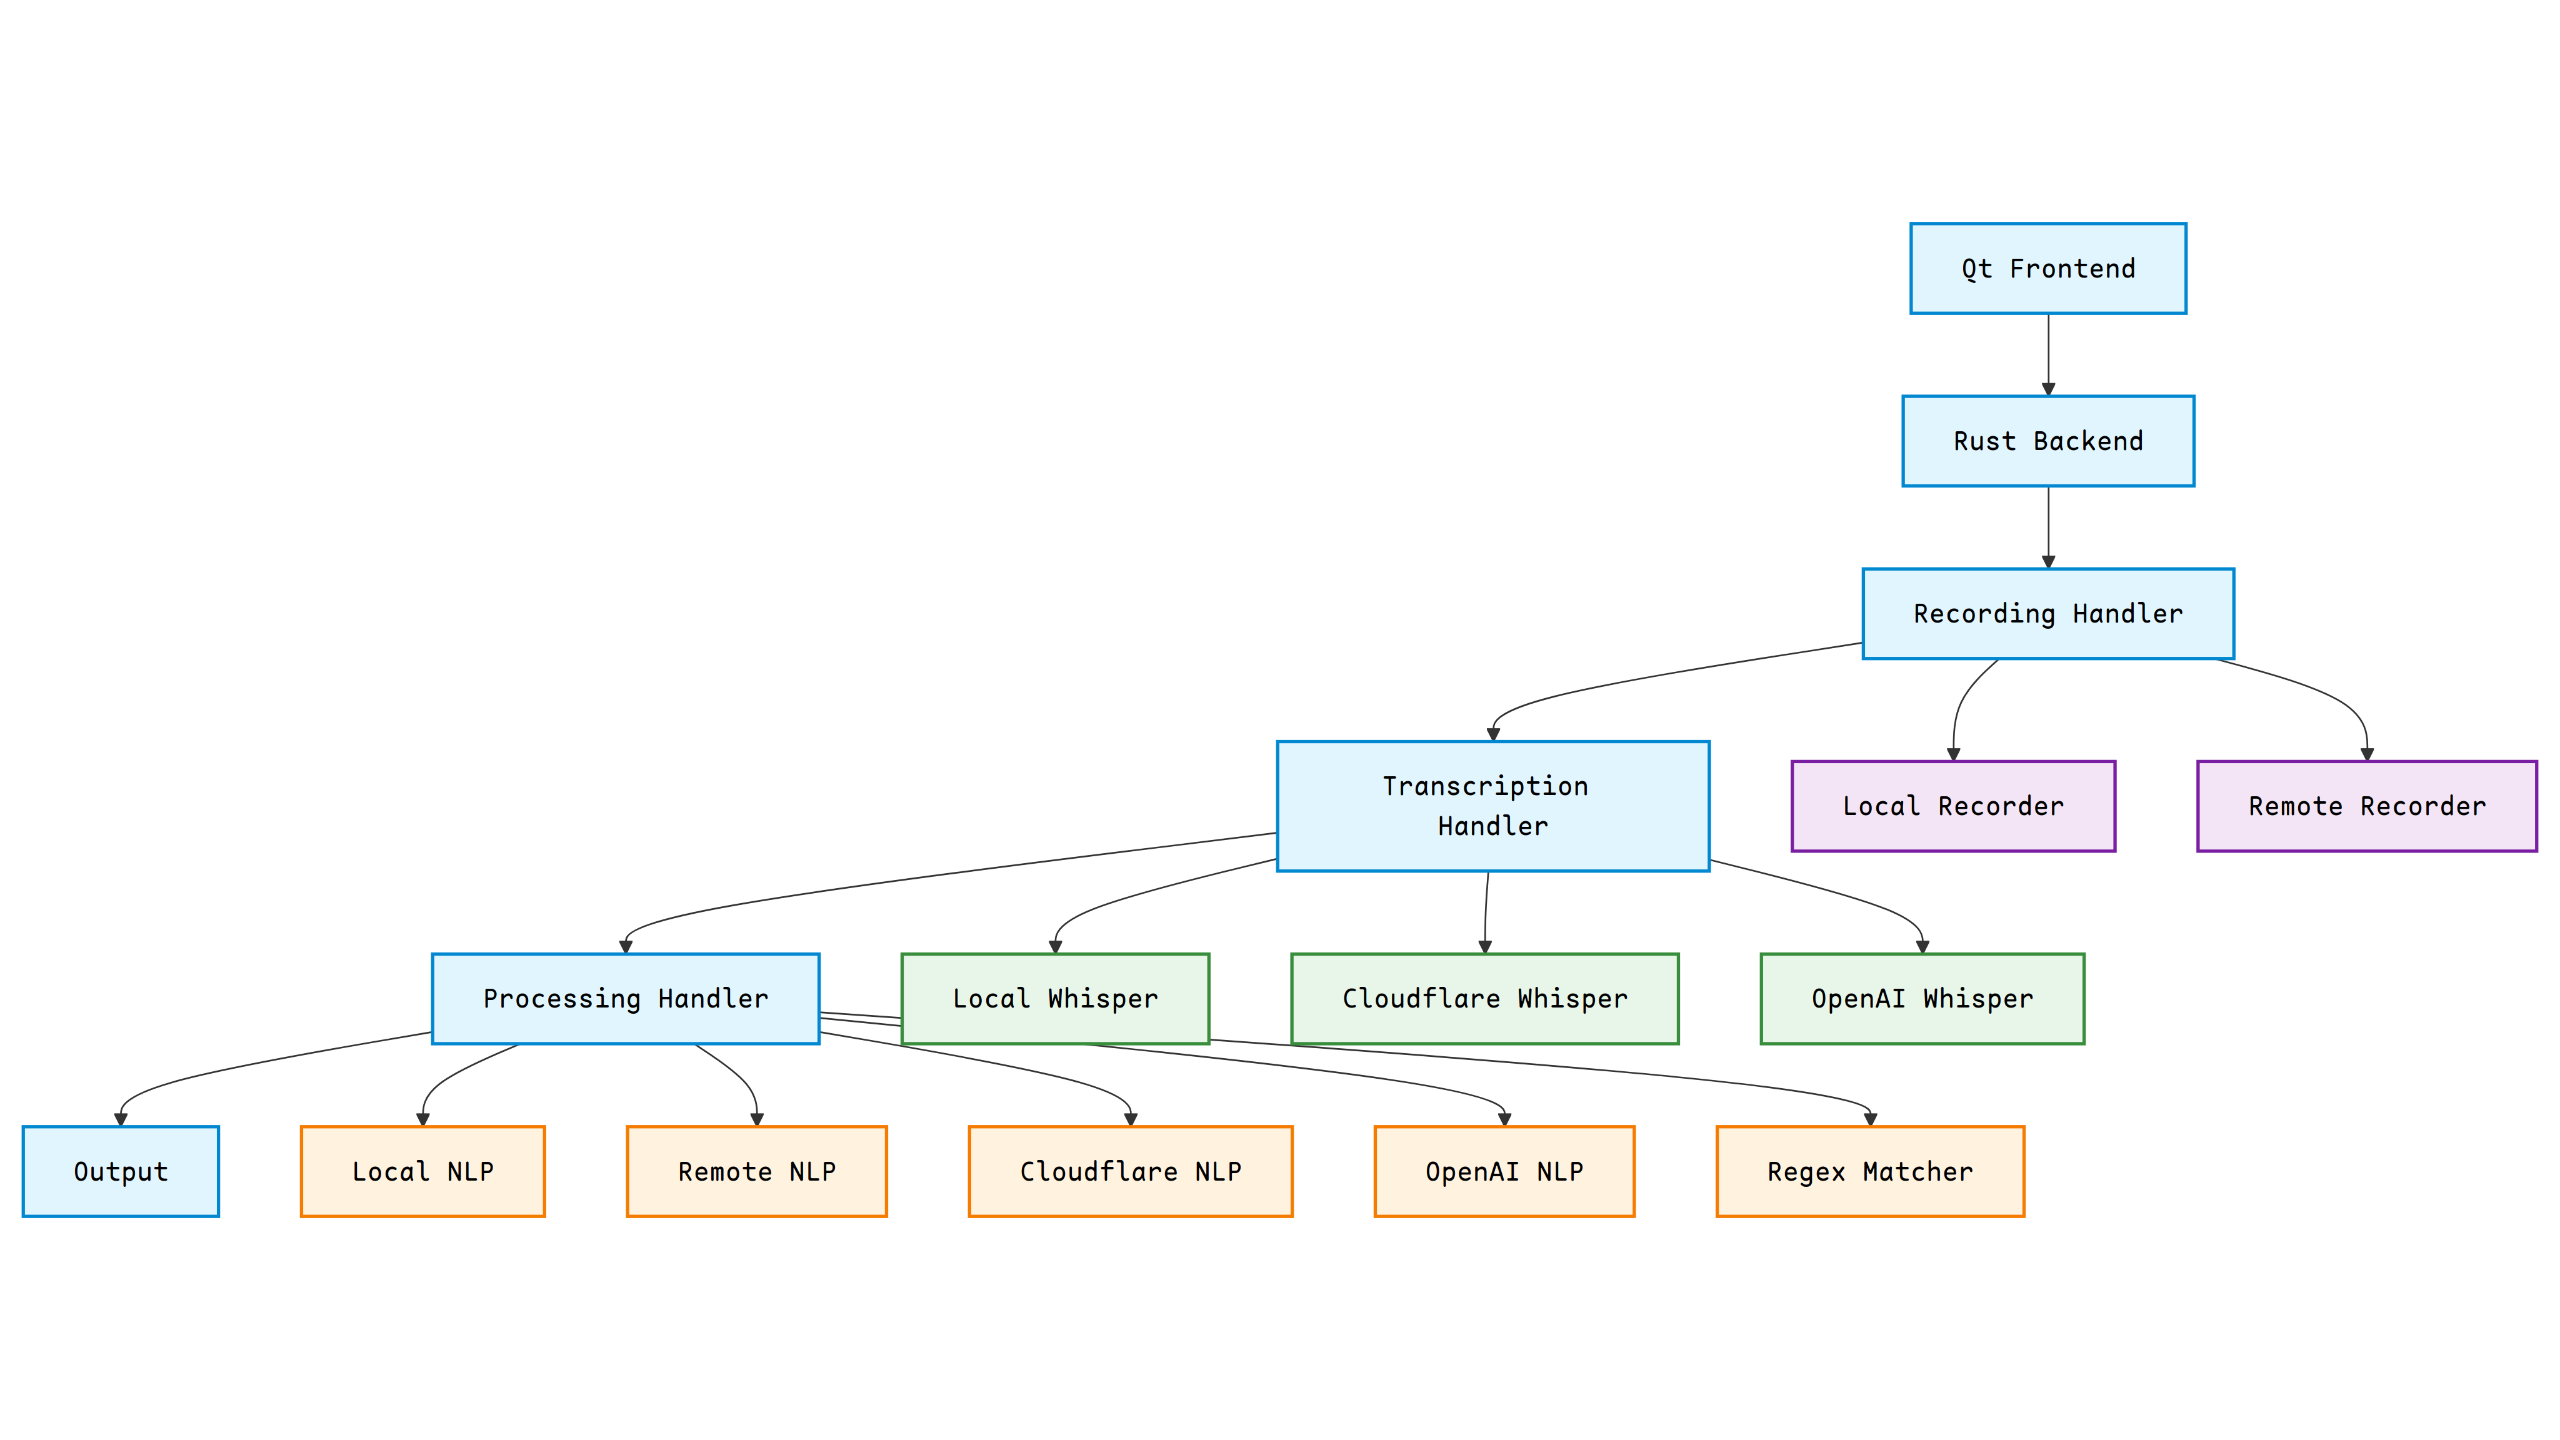 Qt Frontend
Rust Backend
Recording Handler
Transcription
Handler
Local Recorder
Remote Recorder
Processing Handler
Local Whisper
Cloudflare Whisper
OpenAI Whisper
Output
Local NLP
Remote NLP
Cloudflare NLP
OpenAI NLP
Regex Matcher